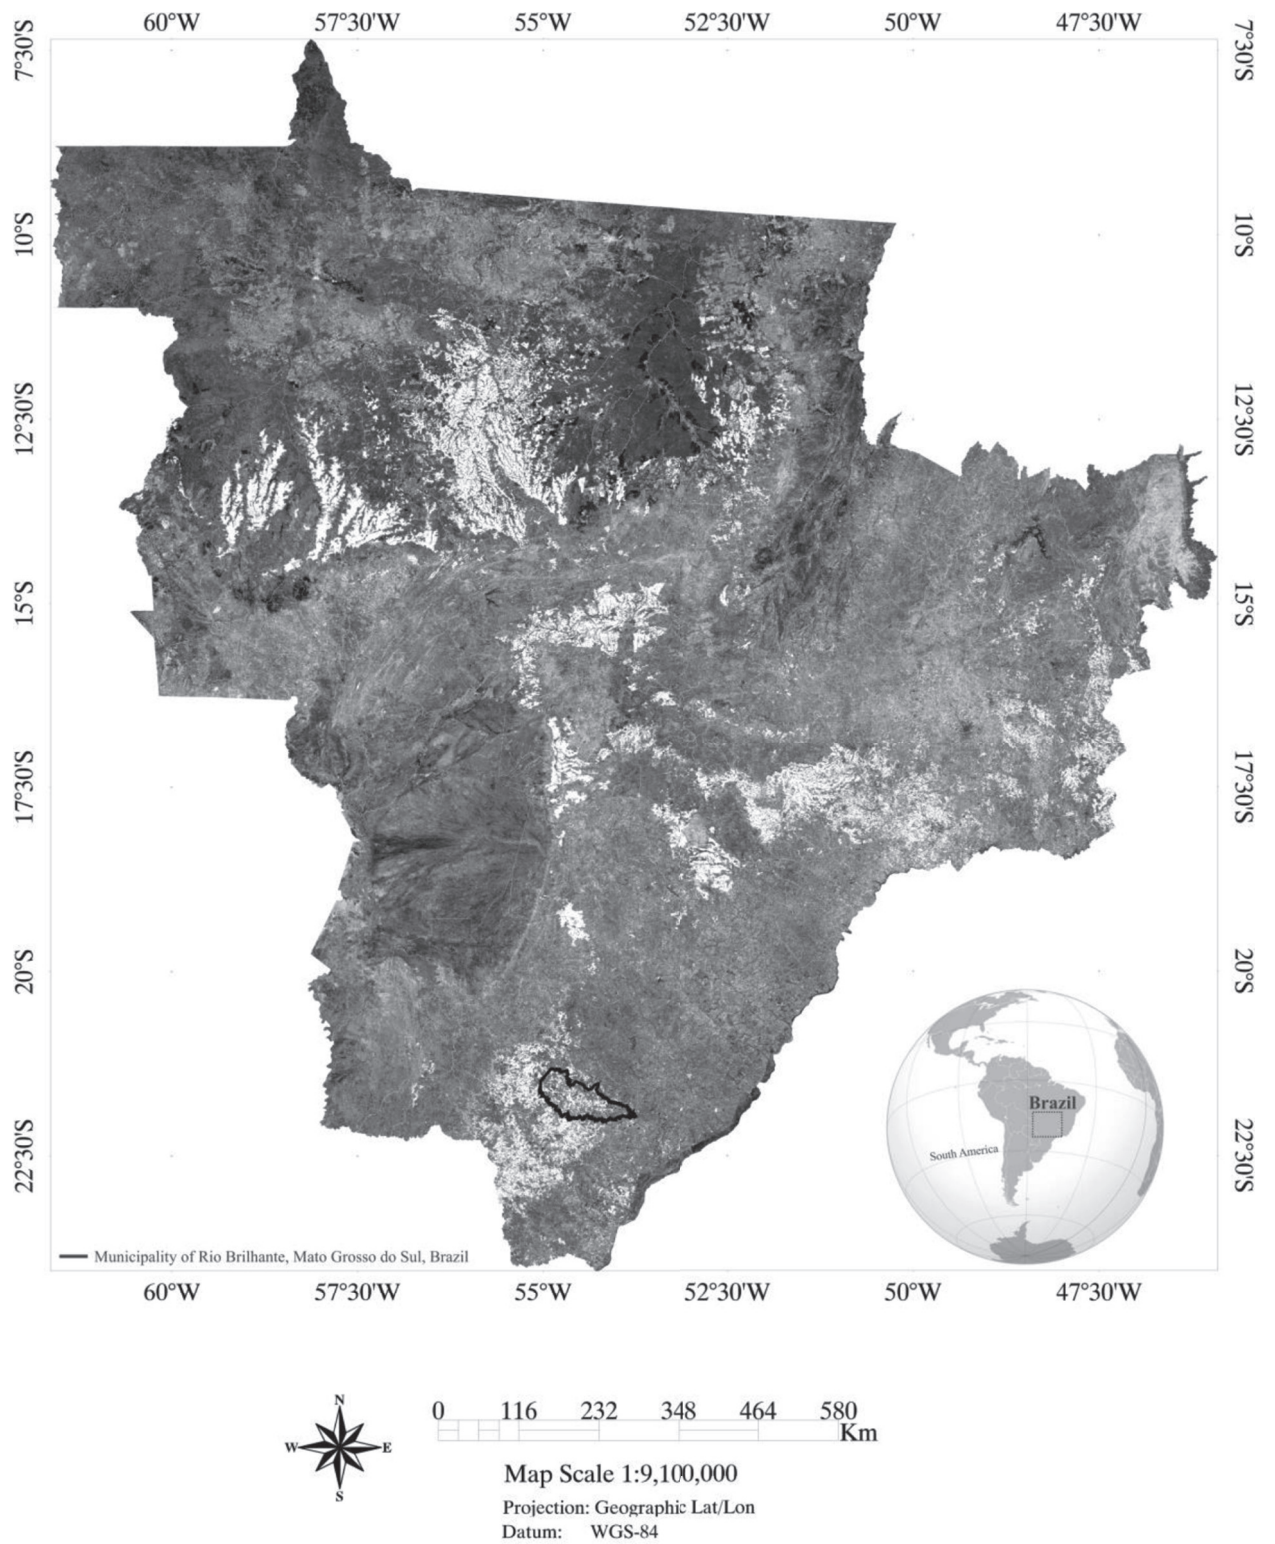 60°W 57°30'W 55°W 52°30'W 50°W 47°30'W
7°30'S 7°30'S
10°S 10°S
12°30'S 12°30'S
15°S 15°S
17°30'S 17°30'S
20°S 20°S
Brazil
South America
22°30'S 22°30'S
Municipality of Rio Brilhante, Mato Grosso do Sul, Brazil
60°W 57°30'W 55°W 52°30'W 50°W 47°30'W
N
W E
S
0 116 232 348 464 580
Km
Map Scale 1:9,100,000
Projection: Geographic Lat/Lon
Datum: WGS-84